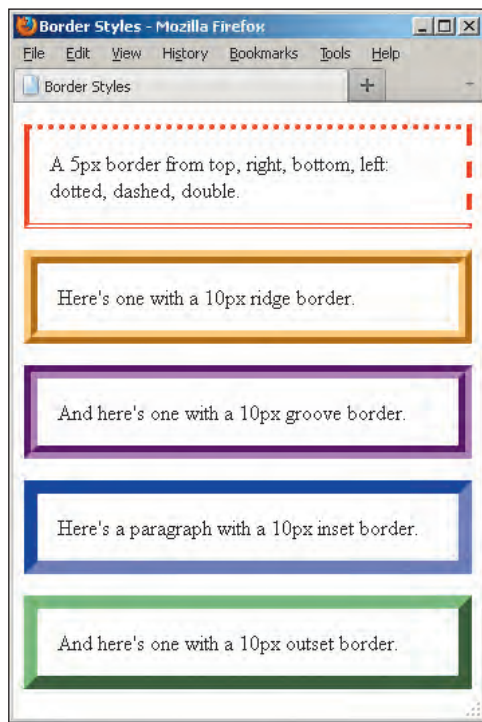 Border Styles - Mozilla Firefox
File Edit View History Bookmarks Tools Help
Border Styles
A 5px border from top, right, bottom, left:
dotted, dashed, double.
Here's one with a 10px ridge border.
And here's one with a 10px groove border.
Here's a paragraph with a 10px inset border.
And here's one with a 10px outset border.